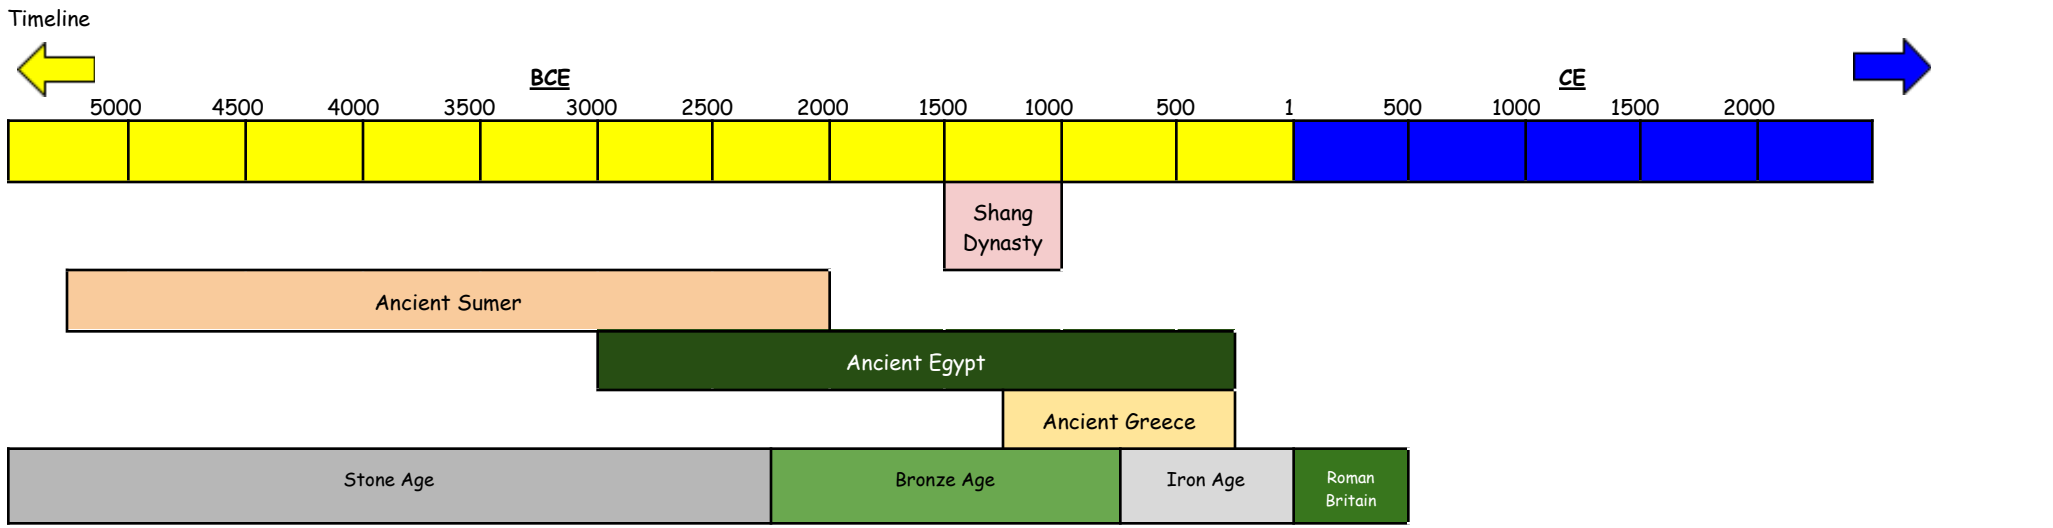 Timeline
BCE
CE
5000 4500 4000 3500 3000 2500 2000 1500 1000 500 1 500 1000 1500 2000
Shang
Dynasty
Ancient Sumer
Ancient Egypt
Ancient Greece
Stone Age
Bronze Age
Iron Age
Roman
Britain